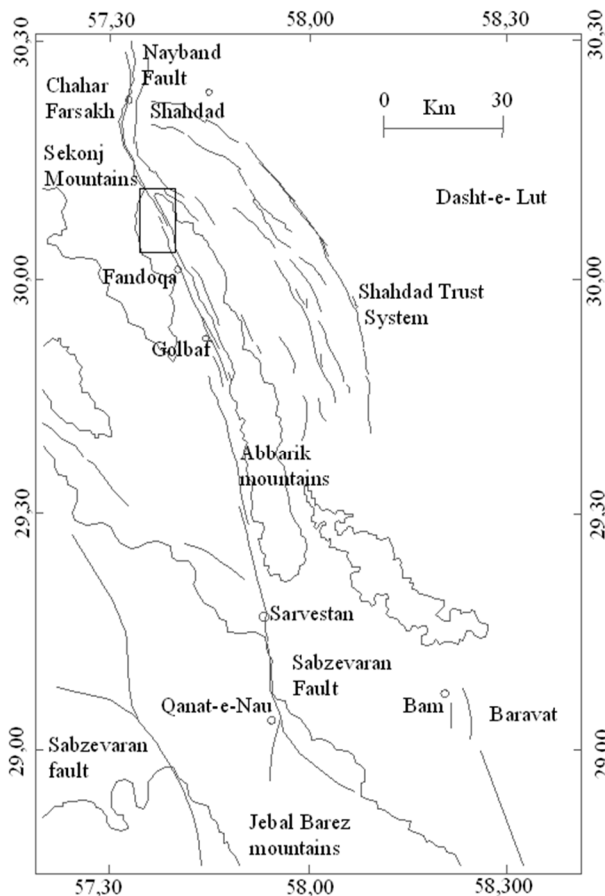 57,30
58,00
58,30
30,30
30,30
Nayband
Fault
Chahar
Farsakh
Shahdad
0
30
Km
Sekonj
Mountains
Dasht-e- Lut
30,00
30,00
Fandoqa
Shahdad Trust
System
Golbaf
Abbarik
mountains
29,30
29,30
Sarvestan
Sabzevaran
Fault
Qanat-e-Nau
Bam
Baravat
29,00
29,00
Sabzevaran
fault
Jebal Barez
mountains
57,30
58,00
58,300